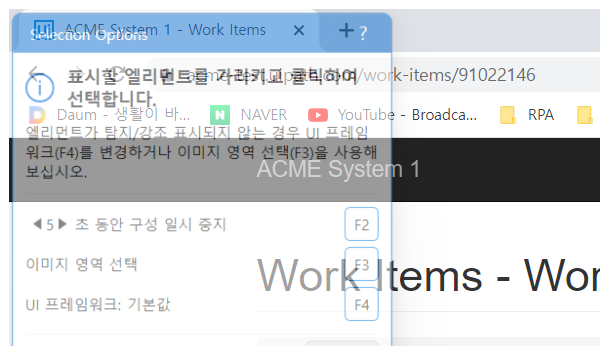 Ui ACME System 1 - Work Items × +
Selection Options ?
표시할 엘리먼트를 가리키고 클릭하여
선택합니다.
/work-items/91022146
Daum - 생활이 바... NAVER YouTube - Broadca... RPA
엘리먼트가 탐지/강조 표시되지 않는 경우 UI 프레임
워크(F4)를 변경하거나 이미지 영역 선택(F3)을 사용해
보십시오.
ACME System 1
◀5▶ 초 동안 구성 일시 중지 F2
이미지 영역 선택 F3
Work Items - Wor
UI 프레임워크: 기본값 F4